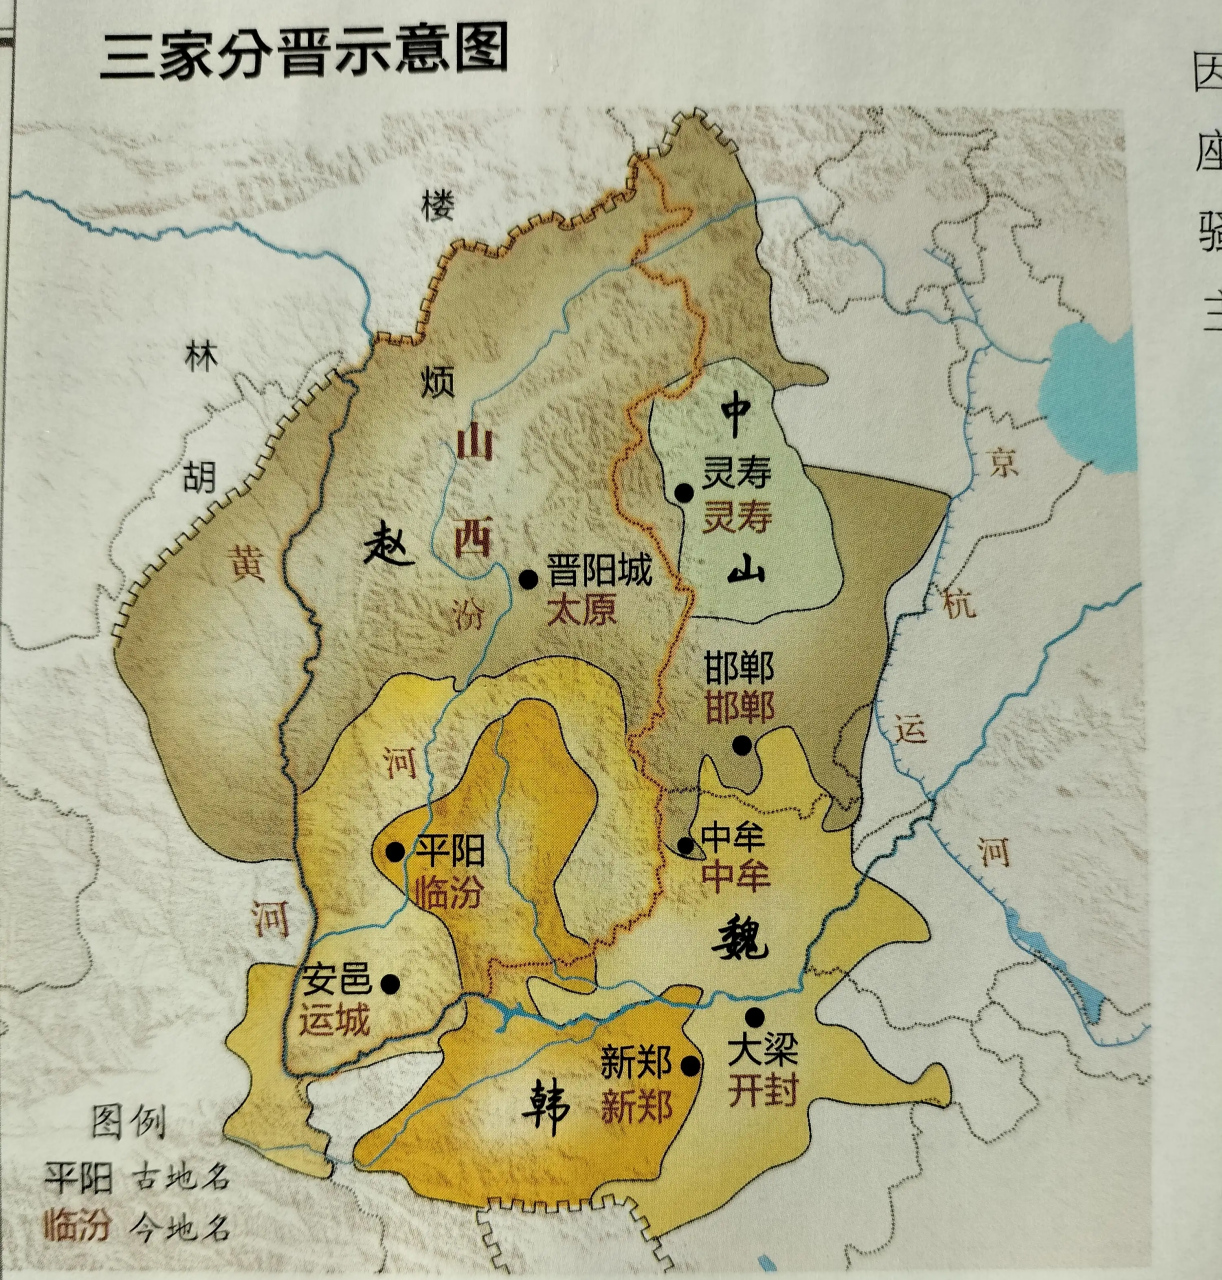 三家分晋示意图
因
座
骚
主
楼
烦
林
胡
中
灵寿
灵寿
山
山
西
赵
晋阳城
太原
黄
汾
京
杭
邯郸
邯郸
运
河
平阳
临汾
中牟
中牟
河
河
魏
安邑
运城
大梁
开封
新郑
新郑
韩
图例
平阳 古地名
临汾 今地名